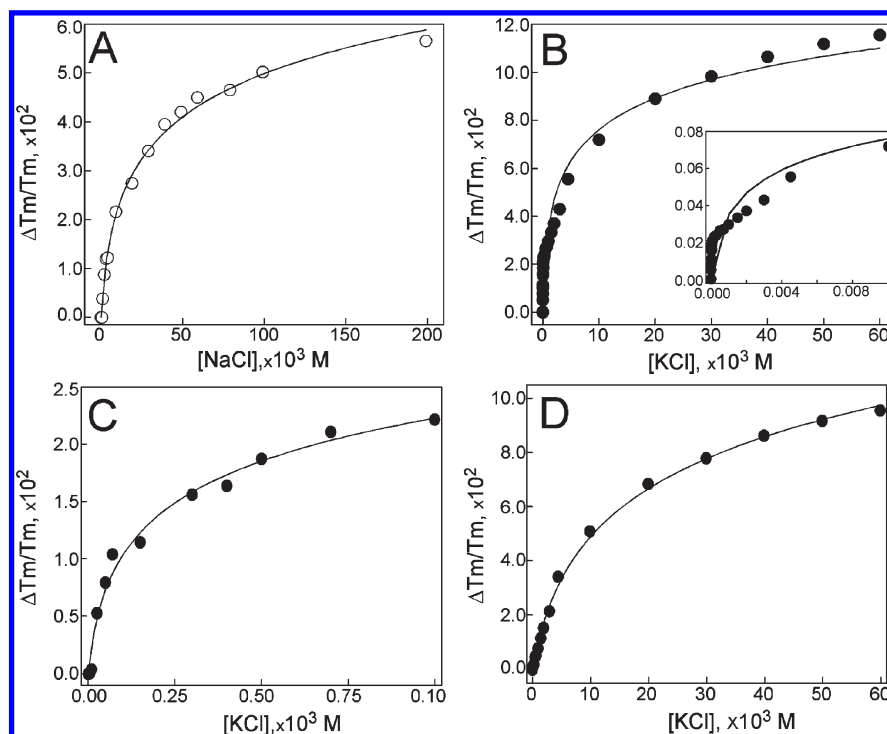 A
ΔTm/Tm, x10²
6.0
5.0
4.0
3.0
2.0
1.0
0.0
0 50 100 150 200
[NaCl],x10³ M
B
ΔTm/Tm, x10²
12.0
10.0
8.0
6.0
4.0
2.0
0.0
0 10 20 30 40 50 60
[KCl], x10³ M
0.08
0.06
0.04
0.02
0.00
0.000 0.004 0.008
C
ΔTm/Tm, x10²
2.5
2.0
1.5
1.0
0.5
0.0
0.00 0.25 0.50 0.75 0.10
[KCl],x10³ M
D
ΔTm/Tm, x10²
10.0
8.0
6.0
4.0
2.0
0.0
0 10 20 30 40 50 60
[KCl], x10³ M